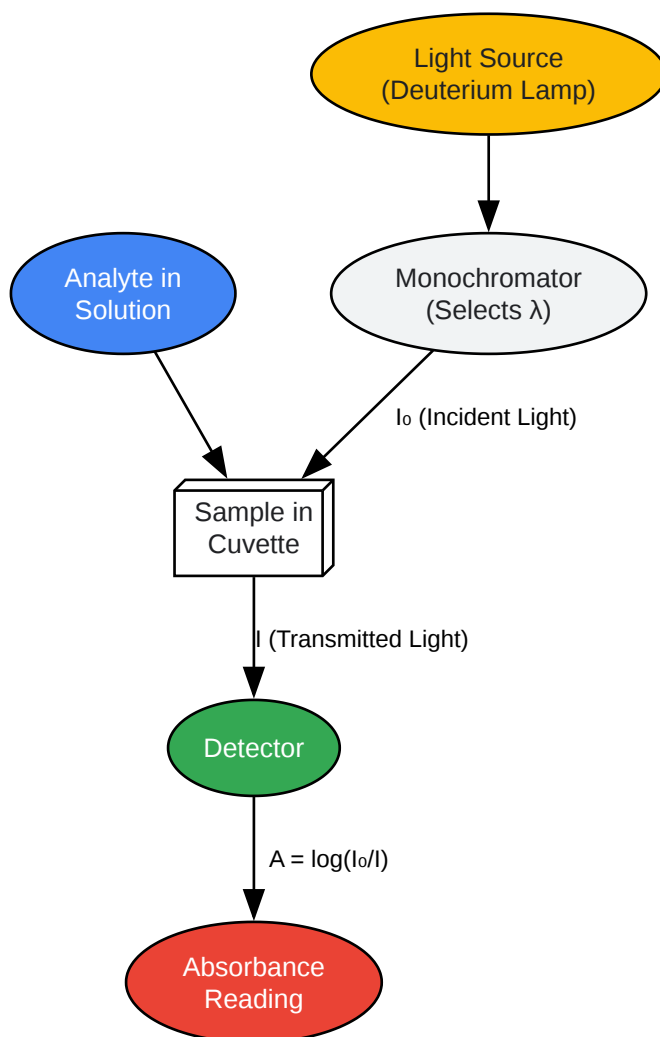 Light Source
(Deuterium Lamp)
Analyte in
Solution
Monochromator
(Selects λ)
I₀ (Incident Light)
Sample in
Cuvette
I (Transmitted Light)
Detector
A = log(I₀/I)
Absorbance
Reading